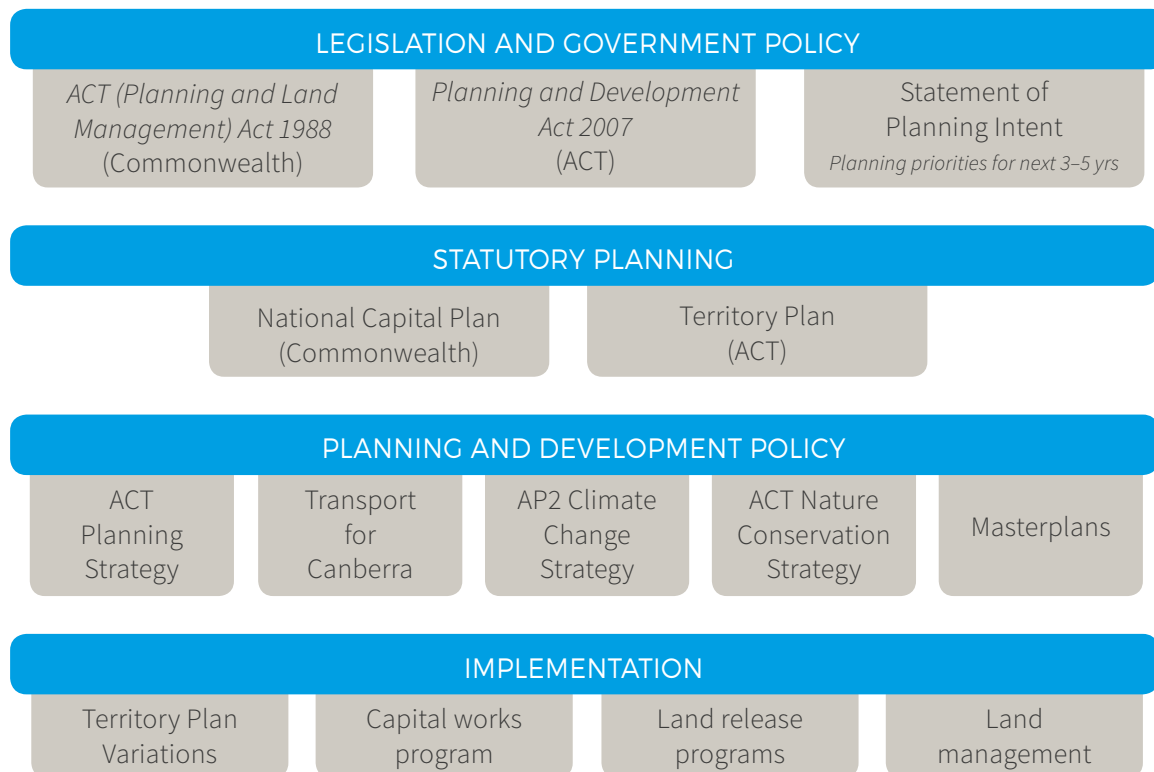 LEGISLATION AND GOVERNMENT POLICY
ACT (Planning and Land
Management) Act 1988
(Commonwealth)
Planning and Development
Act 2007
(ACT)
Statement of
Planning Intent
Planning priorities for next 3–5 yrs
STATUTORY PLANNING
National Capital Plan
(Commonwealth)
Territory Plan
(ACT)
PLANNING AND DEVELOPMENT POLICY
ACT
Planning
Strategy
Transport
for
Canberra
AP2 Climate
Change
Strategy
ACT Nature
Conservation
Strategy
Masterplans
IMPLEMENTATION
Territory Plan
Variations
Capital works
program
Land release
programs
Land
management